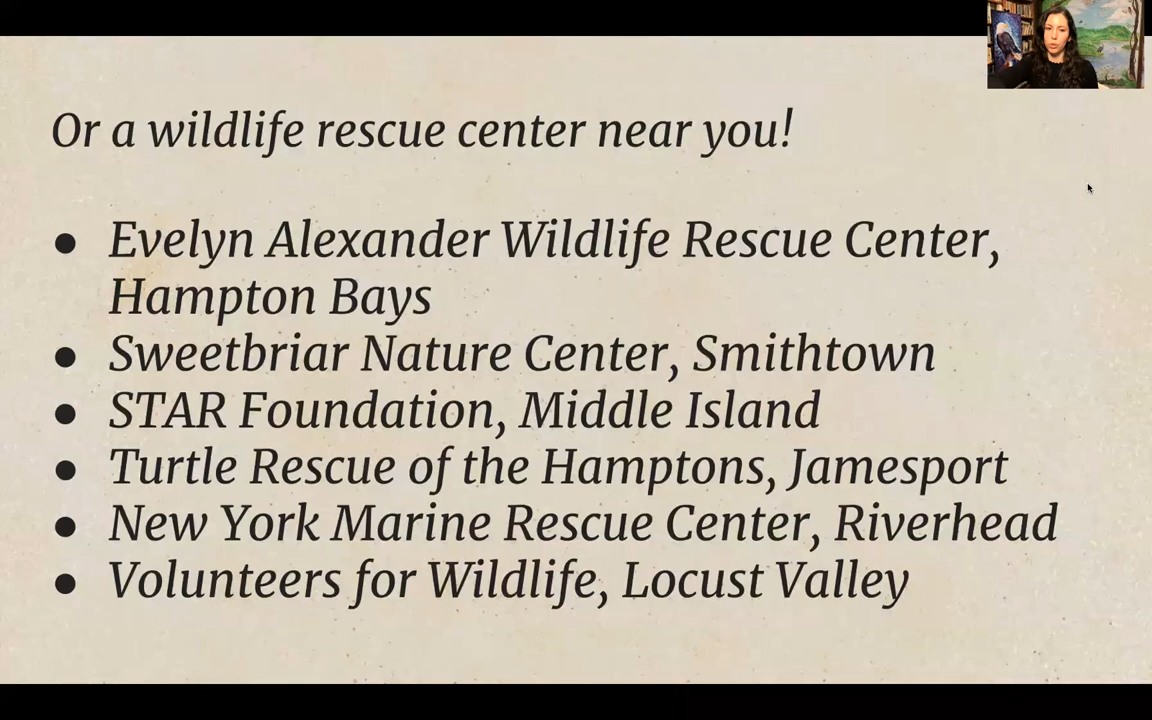 Or a wildlife rescue center near you!
● Evelyn Alexander Wildlife Rescue Center,
Hampton Bays
● Sweetbriar Nature Center, Smithtown
● STAR Foundation, Middle Island
● Turtle Rescue of the Hamptons, Jamesport
● New York Marine Rescue Center, Riverhead
● Volunteers for Wildlife, Locust Valley